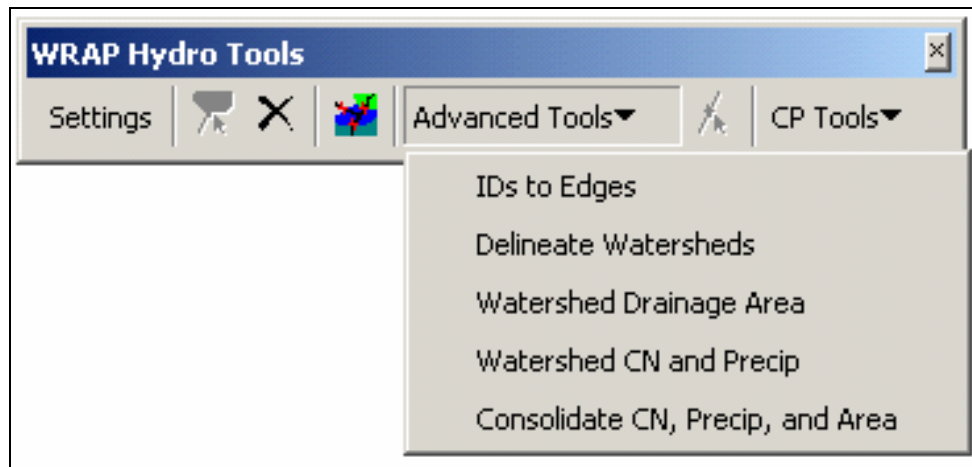 WRAP Hydro Tools
Settings Advanced Tools CP Tools
IDs to Edges
Delineate Watersheds
Watershed Drainage Area
Watershed CN and Precip
Consolidate CN, Precip, and Area